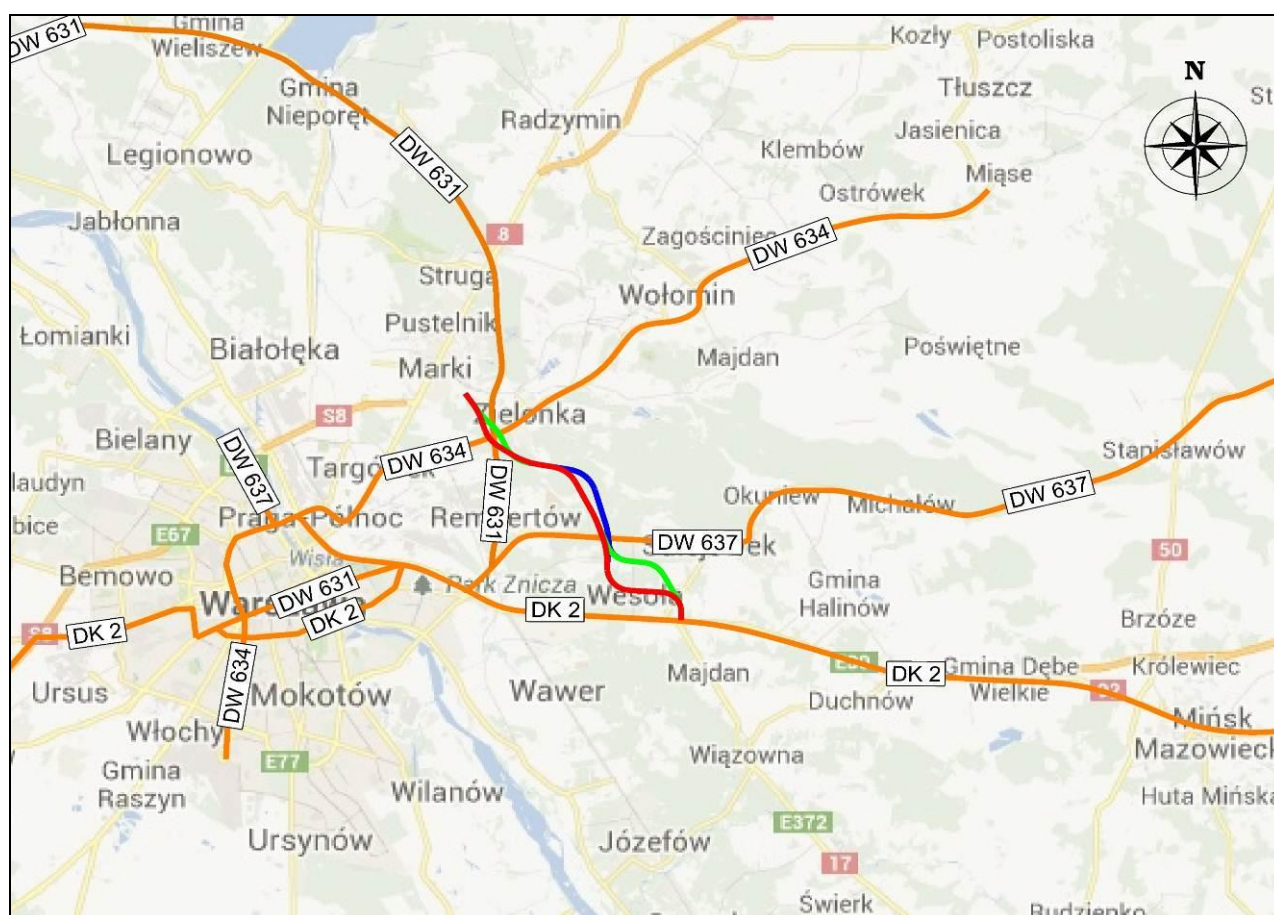 DW 631
Gmina
Wieliszew
Kozły
Postoliska
N
Gmina
Nieporęt
Tłuszcz
Radzymin
Jasienica
Legionowo
DW 631
Klembów
Miąse
Ostrówek
Jabłonna
8
Zagościniec
DW 634
Struga
Wołomin
Pustelnik
Łomianki
Białołęka
Majdan
Poświętne
Marki
S8
Zielonka
Bielany
Stanisławów
Targówek
DW 634
DW 637
DW 631
Okuniew
Michałów
DW 637
Praga-Północ
Rembertów
E67
DW 637
50
Wisła
Bemowo
Park Znicza
Gmina
Halinów
DW 631
Wesoła
Warszawa
DK 2
DK 2
Brzóze
S8
DK 2
DW 634
Majdan
DK 2
Gmina Dębe
Wielkie
Królewiec
Ursus
Mokotów
Wawer
Duchnów
92
Mińsk
Mazowieck
Włochy
Wiązowna
Gmina
Raszyn
E77
Wilanów
Huta Mińska
Ursynów
Józefów
E372
17
Świerk
Rudzienko